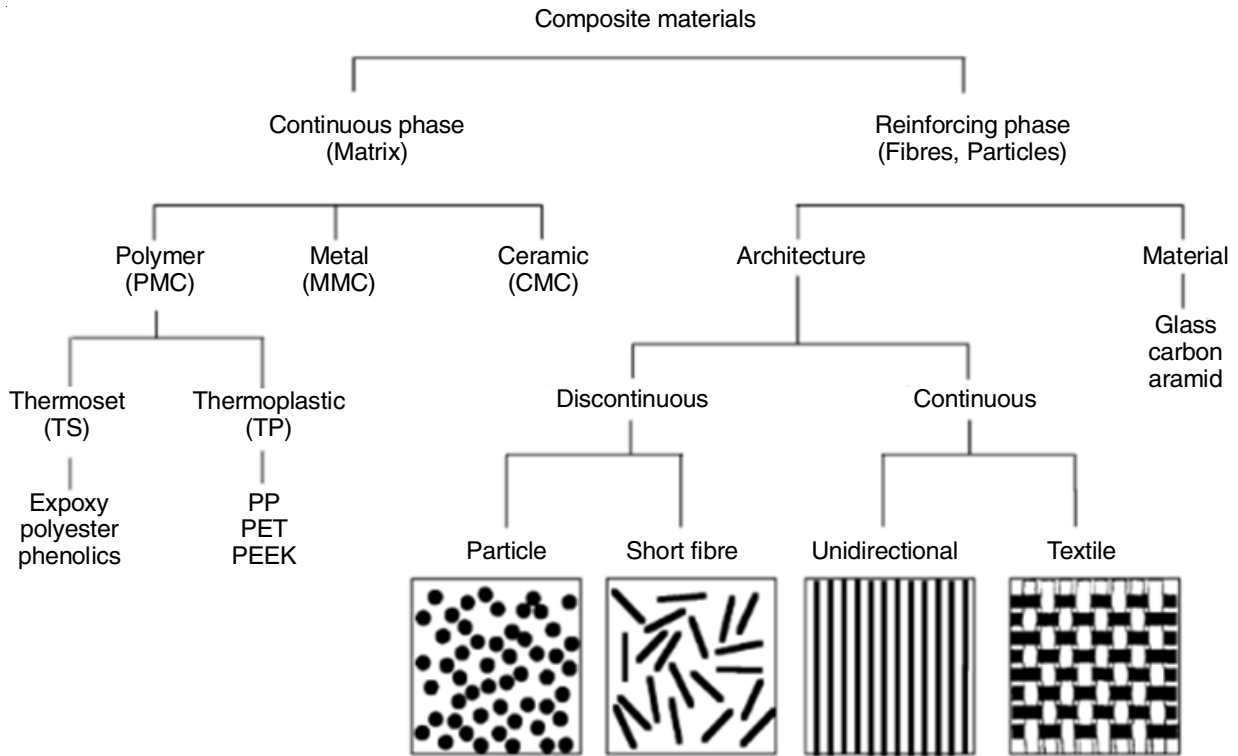 Composite materials
Continuous phase
(Matrix)
Reinforcing phase
(Fibres, Particles)
Polymer
(PMC)
Metal
(MMC)
Ceramic
(CMC)
Architecture
Material
Glass
carbon
aramid
Thermoset
(TS)
Thermoplastic
(TP)
Discontinuous
Continuous
Expoxy
polyester
phenolics
PP
PET
PEEK
Particle
Short fibre
Unidirectional
Textile